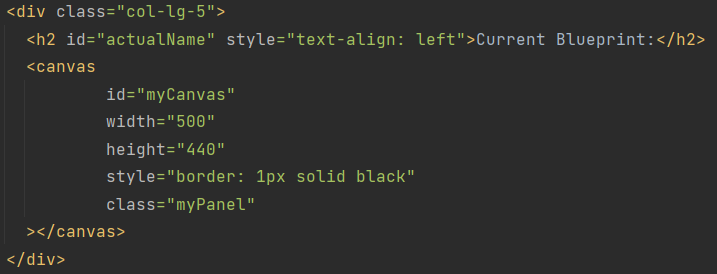 <div class="col-lg-5">
  <h2 id="actualName" style="text-align: left">Current Blueprint:</h2>
  <canvas
          id="myCanvas"
          width="500"
          height="440"
          style="border: 1px solid black"
          class="myPanel"
  ></canvas>
</div>